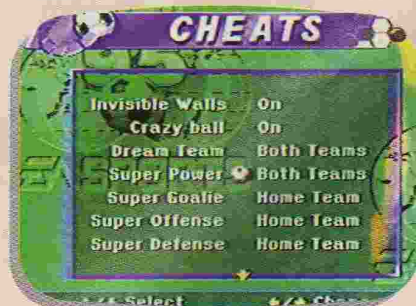 CHEATS
Invisible Walls On
Crazy ball On
Dream Team Both Teams
Super Power Both Teams
Super Goalie Home Team
Super Offense Home Team
Super Defense Home Team
Select